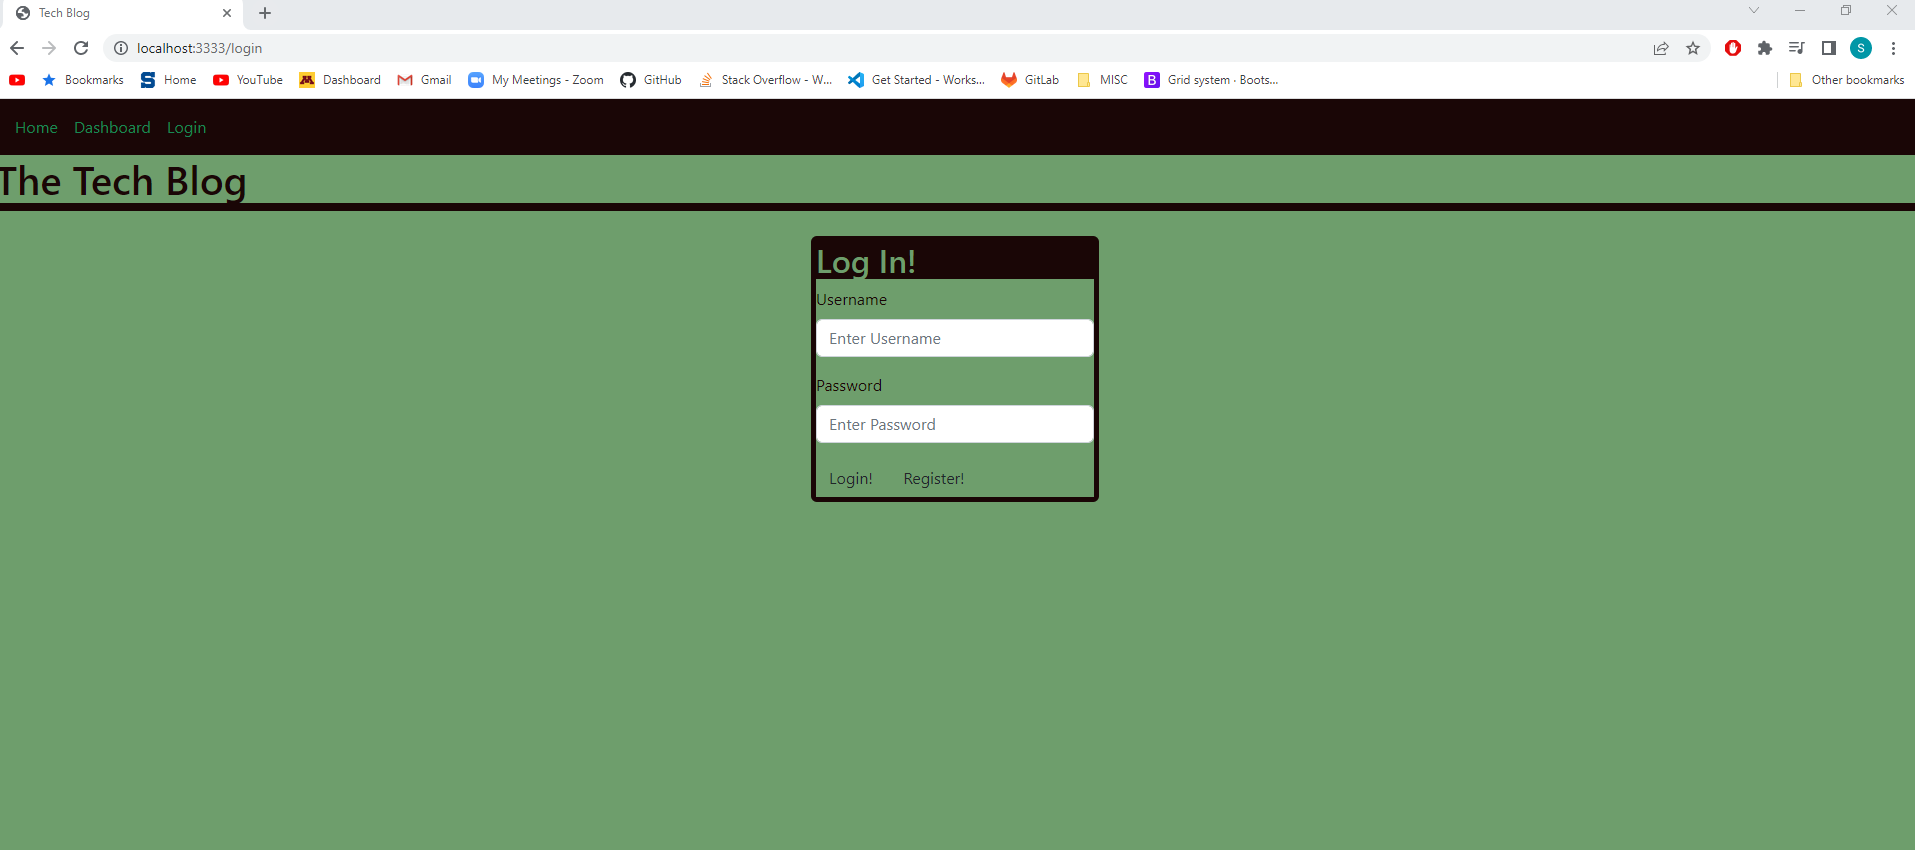 Tech Blog
localhost:3333/login
S
Bookmarks Home YouTube Dashboard Gmail My Meetings - Zoom GitHub Stack Overflow - W... Get Started - Works... GitLab MISC B Grid system · Boots... Other bookmarks
Home Dashboard Login
The Tech Blog
Log In!
Username
Enter Username
Password
Enter Password
Login! Register!